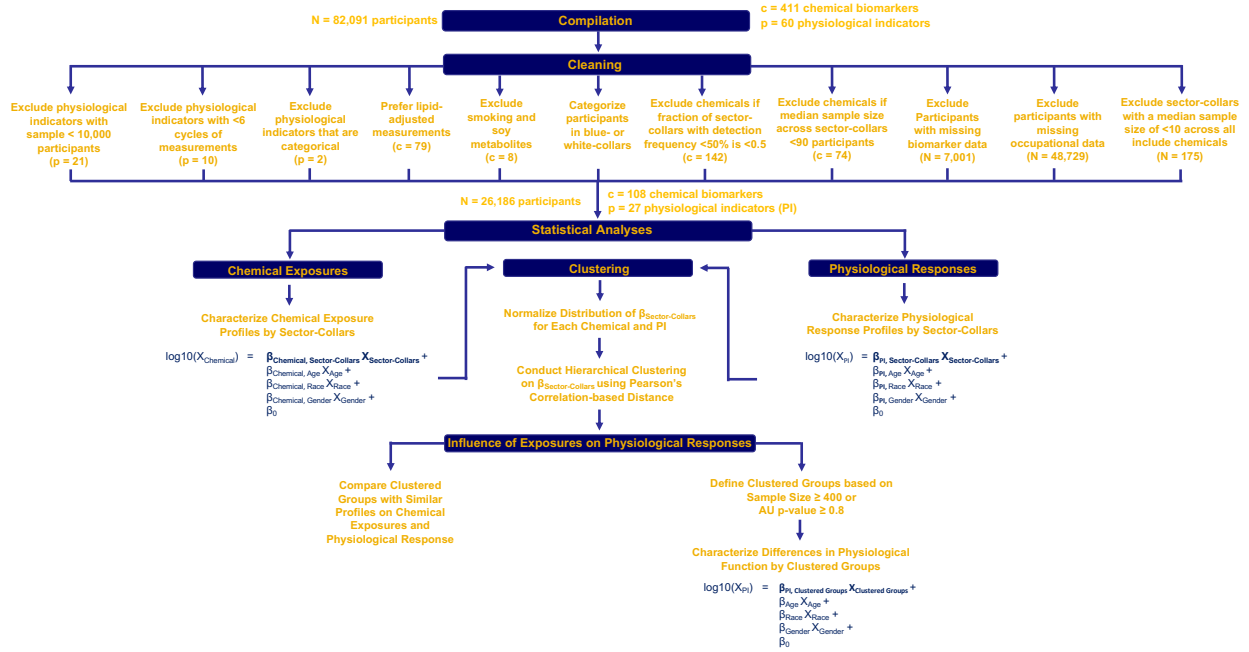 N = 82,091 participants
Compilation
c = 411 chemical biomarkers
p = 60 physiological indicators
Cleaning
Exclude physiological
indicators with
sample < 10,000
participants
(p = 21)
Exclude physiological
indicators with <6
cycles of
measurements
(p = 10)
Exclude
physiological
indicators that are
categorical
(p = 2)
Prefer lipid-
adjusted
measurements
(c = 79)
Exclude
smoking and
soy
metabolites
(c = 8)
Categorize
participants
in blue- or
white-collars
Exclude chemicals if
fraction of sector-
collars with detection
frequency <50% is <0.5
(c = 142)
Exclude chemicals if
median sample size
across sector-collars
<90 participants
(c = 74)
Exclude
Participants
with missing
biomarker data
(N = 7,001)
Exclude
participants with
missing
occupational data
(N = 48,729)
Exclude sector-collars
with a median sample
size of <10 across all
include chemicals
(N = 175)
N = 26,186 participants
c = 108 chemical biomarkers
p = 27 physiological indicators (PI)
Statistical Analyses
Chemical Exposures
Clustering
Physiological Responses
Characterize Chemical Exposure
Profiles by Sector-Collars
log10(XChemical) = βChemical, Sector-Collars XSector-Collars +
βChemical, Age XAge +
βChemical, Race XRace +
βChemical, Gender XGender +
β0
Normalize Distribution of βSector-Collars
for Each Chemical and PI
Conduct Hierarchical Clustering
on βSector-Collars using Pearson's
Correlation-based Distance
Characterize Physiological
Response Profiles by Sector-Collars
log10(XPI) = βPI, Sector-Collars XSector-Collars +
βPI, Age XAge +
βPI, Race XRace +
βPI, Gender XGender +
β0
Influence of Exposures on Physiological Responses
Compare Clustered
Groups with Similar
Profiles on Chemical
Exposures and
Physiological Response
Define Clustered Groups based on
Sample Size ≥ 400 or
AU p-value ≥ 0.8
Characterize Differences in Physiological
Function by Clustered Groups
log10(XPI) = βPI, Clustered Groups XClustered Groups +
βAge XAge +
βRace XRace +
βGender XGender +
β0